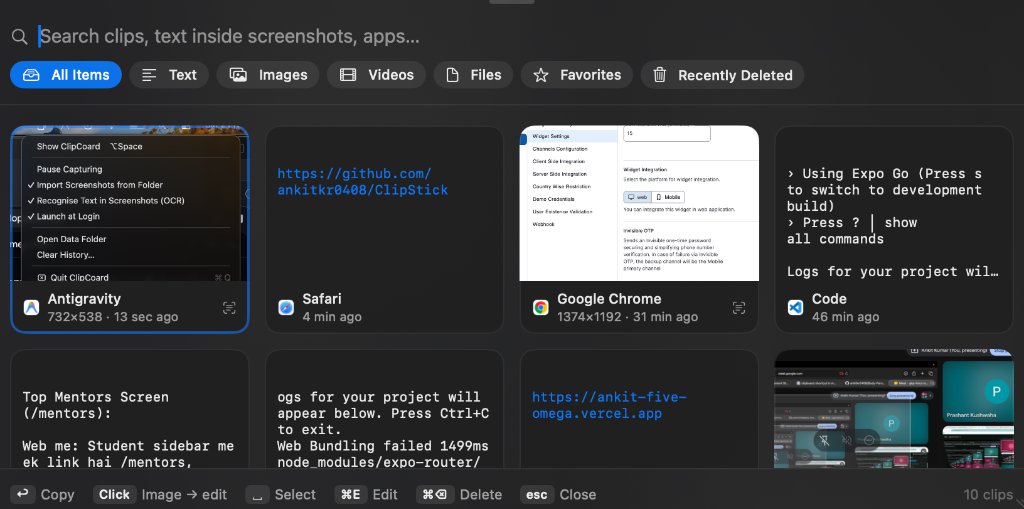 Search clips, text inside screenshots, apps...
All Items
Text
Images
Videos
Files
Favorites
Recently Deleted
Show ClipCoard ⌥Space
Pause Capturing
✓ Import Screenshots from Folder
✓ Recognise Text in Screenshots (OCR)
✓ Launch at Login
Open Data Folder
Clear History...
Quit ClipCoard ⌘Q
Antigravity
732×538 · 13 sec ago
https://github.com/
ankitkr0408/ClipStick
Safari
4 min ago
Widget Settings
Channels Configuration
Client Side Integration
Server Side Integration
Country Wise Restriction
Demo Credentials
User Existence Validation
Webhook
15
Widget Integration
Select the platform for widget integration.
web
Mobile
You can integrate this widget in web application.
Invisible OTP
Sends an invisible one-time password
securing and simplifying phone number
verification. In case of failure via Invisible
OTP, the backup channel will be the Mobile
primary channel
Google Chrome
1374×1192 · 31 min ago
› Using Expo Go (Press s
to switch to development
build)
› Press ? │ show
all commands
Logs for your project wil…
Code
46 min ago
Top Mentors Screen
(/mentors):
Web me: Student sidebar me
ek link hai /mentors,
ogs for your project will
appear below. Press Ctrl+C
to exit.
Web Bundling failed 1499ms
node_modules/expo-router/
https://ankit-five-
omega.vercel.app
Ankit Kumar (You, presenting)
meet.google.com
P
Prashant Kushwaha
P
↩ Copy
Click Image → edit
⎵ Select
⌘E Edit
⌘⌫ Delete
esc Close
10 clips